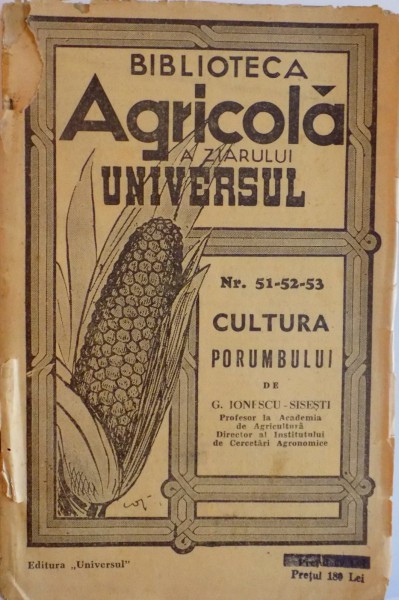 BIBLIOTECA
Agricolă
A ZIARULUI
UNIVERSUL
Nr. 51-52-53
CULTURA
PORUMBULUI
DE
G. IONESCU-SISEȘTI
Profesor la Academia
de Agricultură
Director al Institutului
de Cercetări Agronomice
Editura „Universul"
Prețul 180 Lei